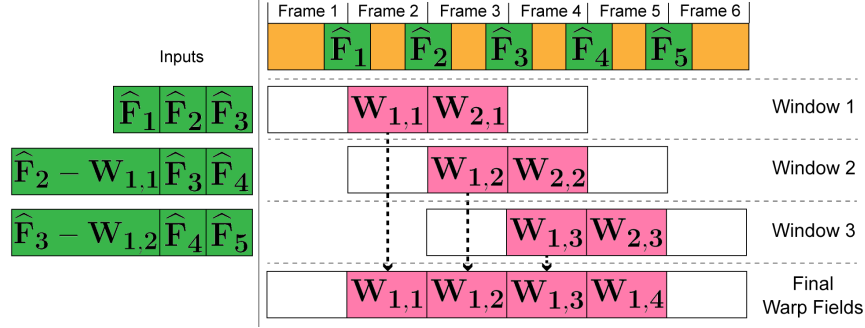 Frame 1 Frame 2 Frame 3 Frame 4 Frame 5 Frame 6
F̂₁ F̂₂ F̂₃ F̂₄ F̂₅
Inputs
F̂₁ F̂₂ F̂₃
W₁,₁ W₂,₁
Window 1
F̂₂ − W₁,₁ F̂₃ F̂₄
W₁,₂ W₂,₂
Window 2
F̂₃ − W₁,₂ F̂₄ F̂₅
W₁,₃ W₂,₃
Window 3
W₁,₁ W₁,₂ W₁,₃ W₁,₄
Final
Warp Fields